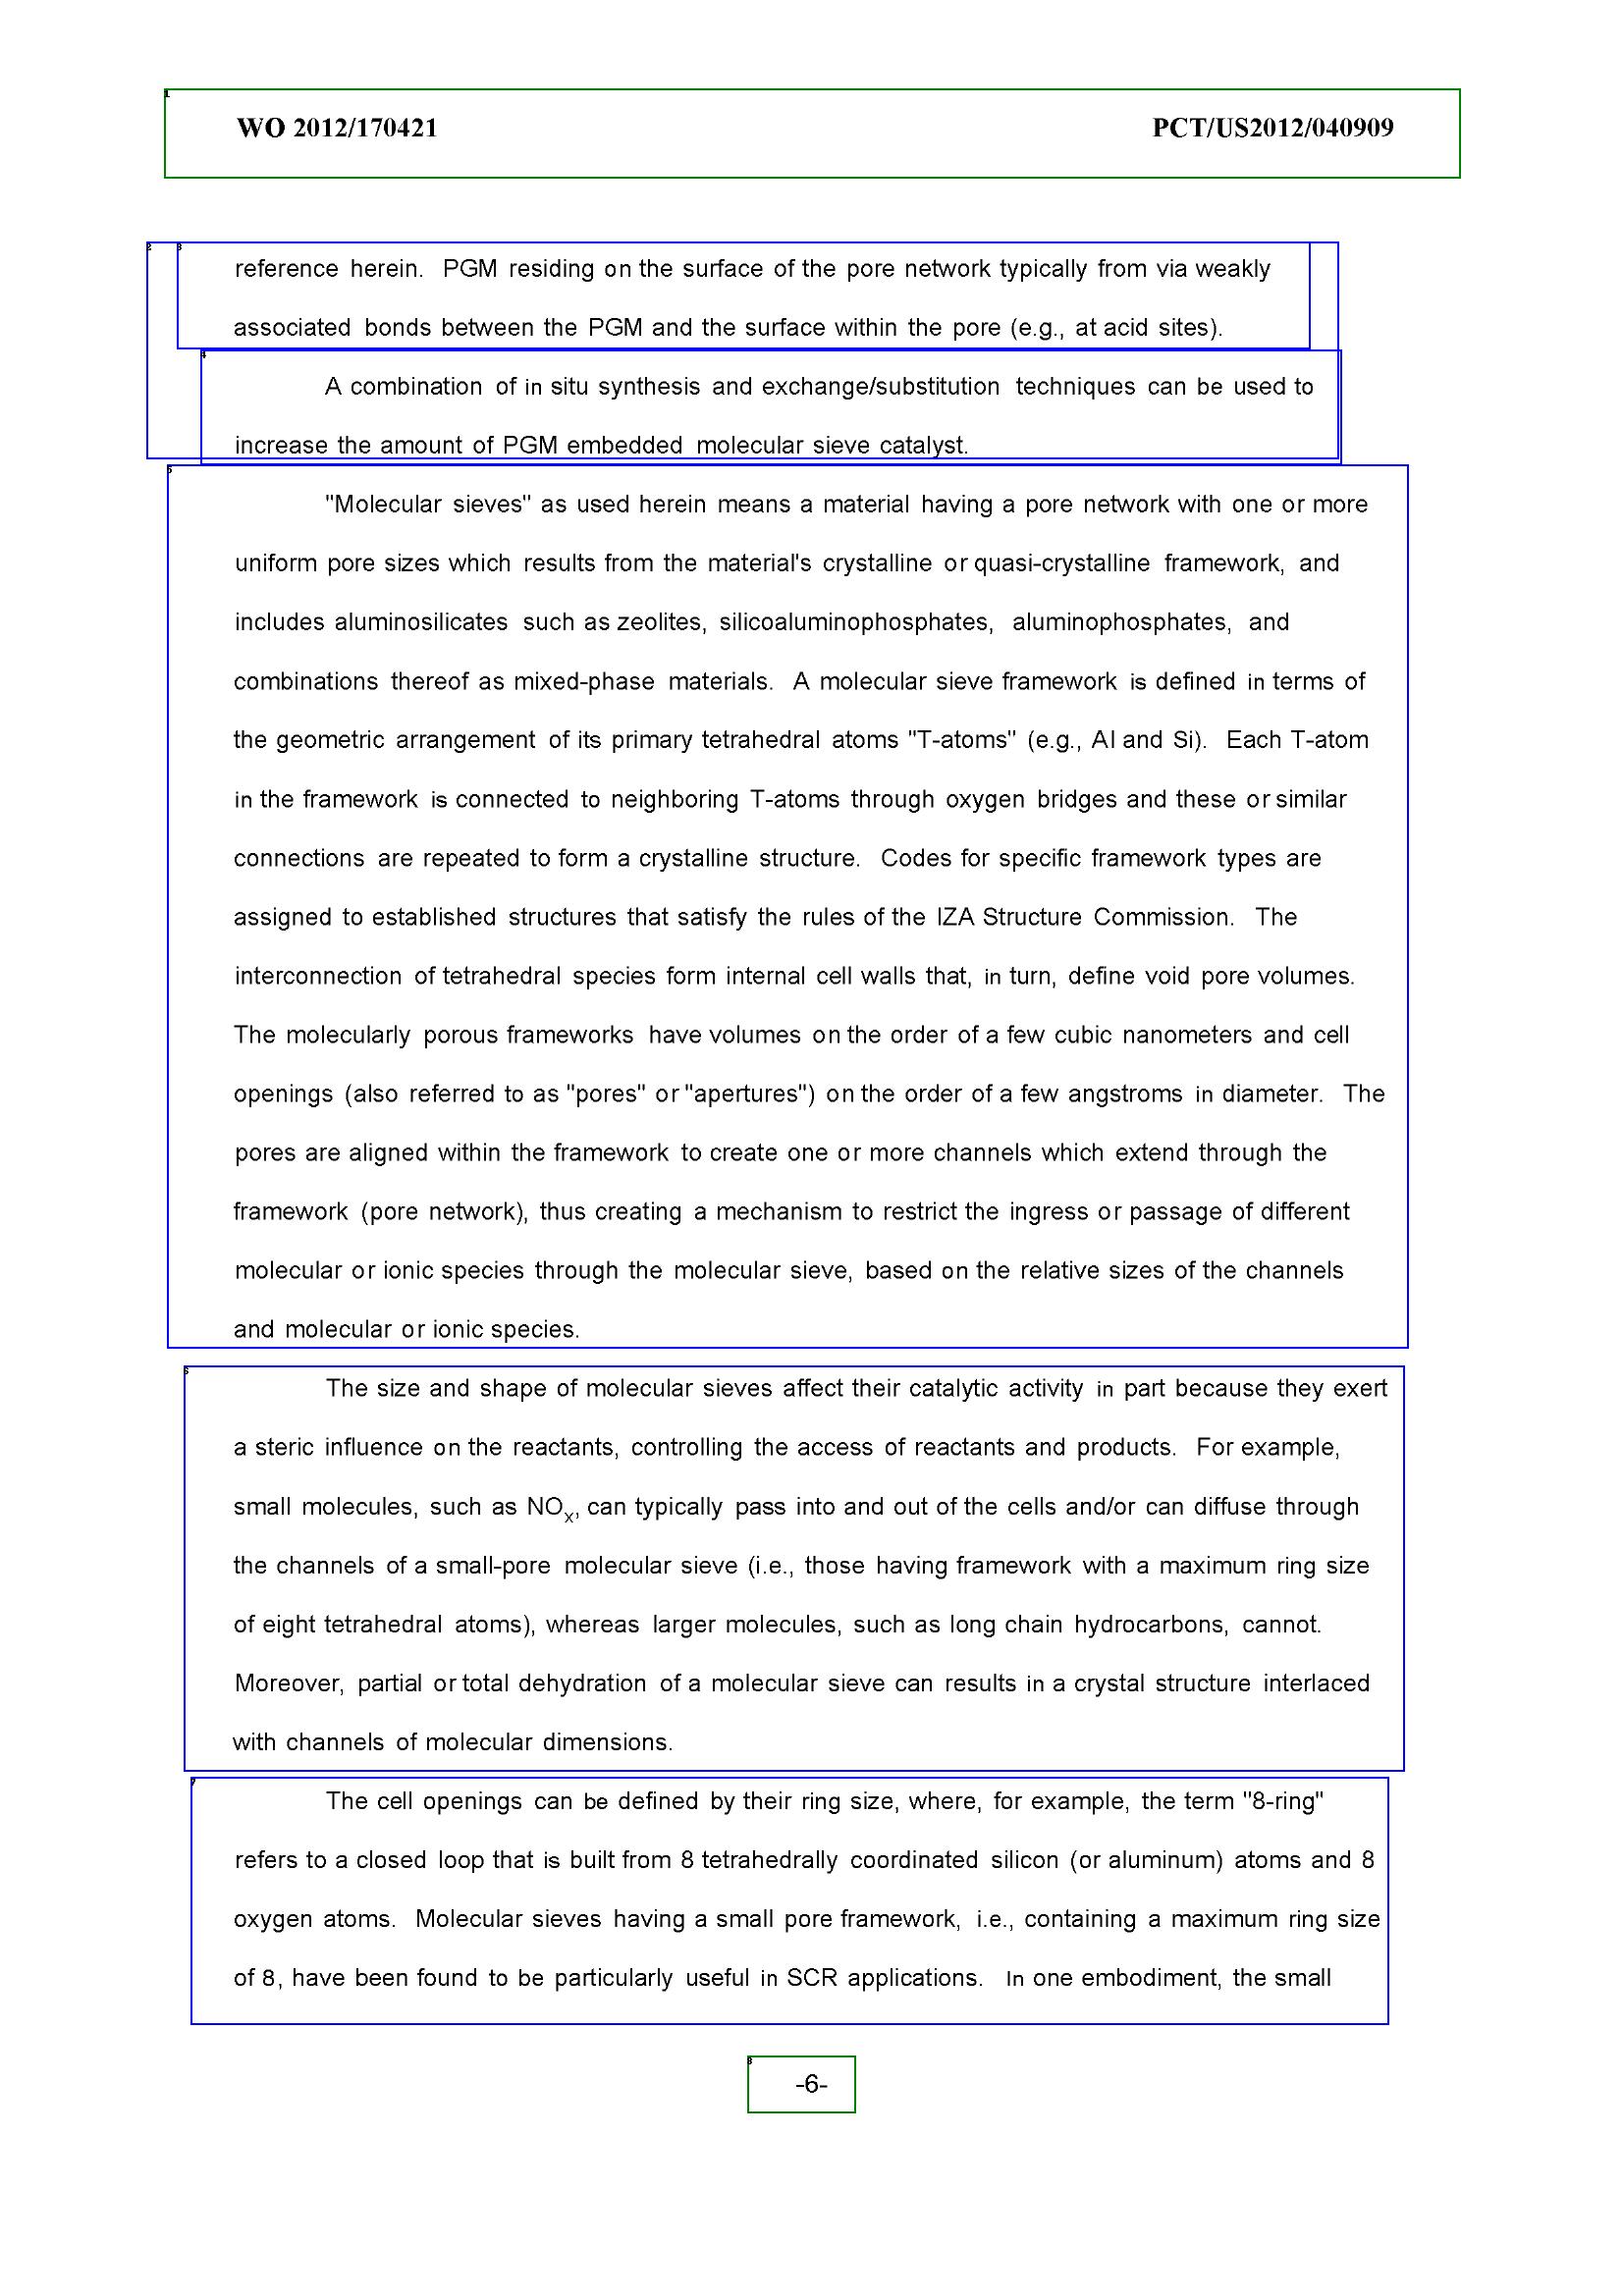 WO 2012/170421 PCT/US2012/040909
reference herein. PGM residing on the surface of the pore network typically from via weakly
associated bonds between the PGM and the surface within the pore (e.g., at acid sites).
A combination of in situ synthesis and exchange/substitution techniques can be used to
increase the amount of PGM embedded molecular sieve catalyst.
"Molecular sieves" as used herein means a material having a pore network with one or more
uniform pore sizes which results from the material's crystalline or quasi-crystalline framework, and
includes aluminosilicates such as zeolites, silicoaluminophosphates, aluminophosphates, and
combinations thereof as mixed-phase materials. A molecular sieve framework is defined in terms of
the geometric arrangement of its primary tetrahedral atoms "T-atoms" (e.g., Al and Si). Each T-atom
in the framework is connected to neighboring T-atoms through oxygen bridges and these or similar
connections are repeated to form a crystalline structure. Codes for specific framework types are
assigned to established structures that satisfy the rules of the IZA Structure Commission. The
interconnection of tetrahedral species form internal cell walls that, in turn, define void pore volumes.
The molecularly porous frameworks have volumes on the order of a few cubic nanometers and cell
openings (also referred to as "pores" or "apertures") on the order of a few angstroms in diameter. The
pores are aligned within the framework to create one or more channels which extend through the
framework (pore network), thus creating a mechanism to restrict the ingress or passage of different
molecular or ionic species through the molecular sieve, based on the relative sizes of the channels
and molecular or ionic species.
The size and shape of molecular sieves affect their catalytic activity in part because they exert
a steric influence on the reactants, controlling the access of reactants and products. For example,
small molecules, such as NOx, can typically pass into and out of the cells and/or can diffuse through
the channels of a small-pore molecular sieve (i.e., those having framework with a maximum ring size
of eight tetrahedral atoms), whereas larger molecules, such as long chain hydrocarbons, cannot.
Moreover, partial or total dehydration of a molecular sieve can results in a crystal structure interlaced
with channels of molecular dimensions.
The cell openings can be defined by their ring size, where, for example, the term "8-ring"
refers to a closed loop that is built from 8 tetrahedrally coordinated silicon (or aluminum) atoms and 8
oxygen atoms. Molecular sieves having a small pore framework, i.e., containing a maximum ring size
of 8, have been found to be particularly useful in SCR applications. In one embodiment, the small
-6-